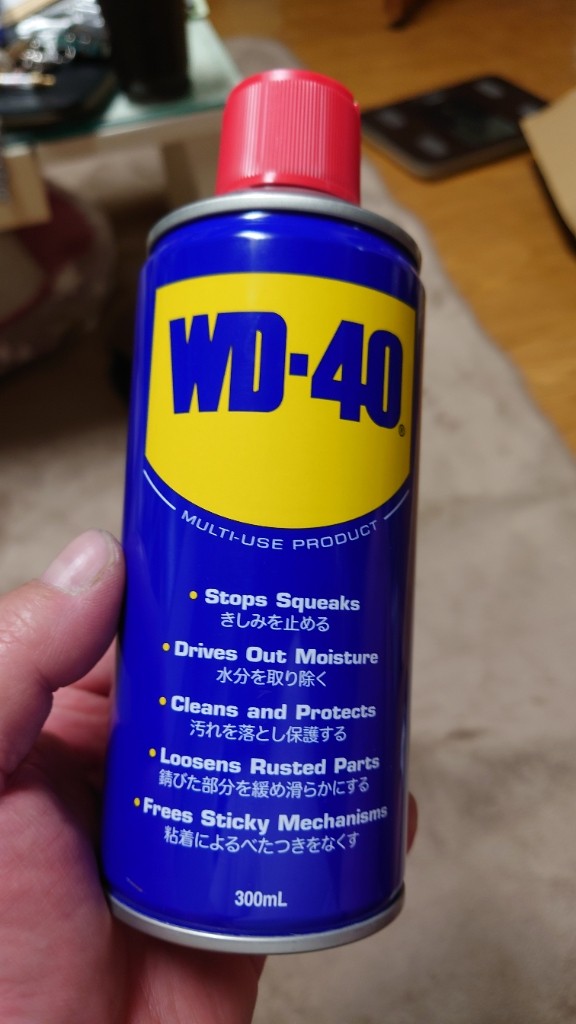 WD-40®
MULTI-USE PRODUCT
• Stops Squeaks
きしみを止める
• Drives Out Moisture
水分を取り除く
• Cleans and Protects
汚れを落とし保護する
• Loosens Rusted Parts
錆びた部分を緩め滑らかにする
• Frees Sticky Mechanisms
粘着によるべたつきをなくす
300mL